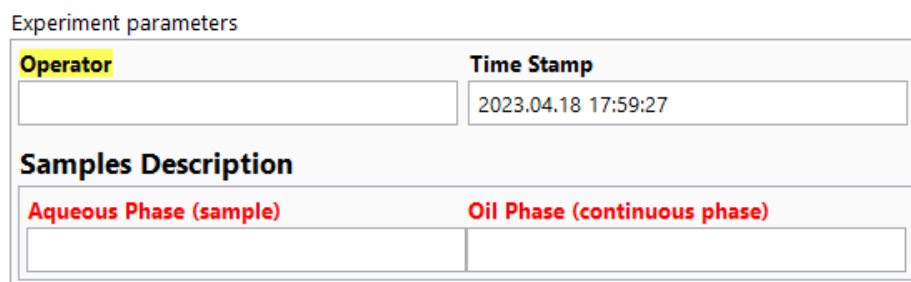 Experiment parameters
Operator Time Stamp
2023.04.18 17:59:27
Samples Description
Aqueous Phase (sample) Oil Phase (continuous phase)